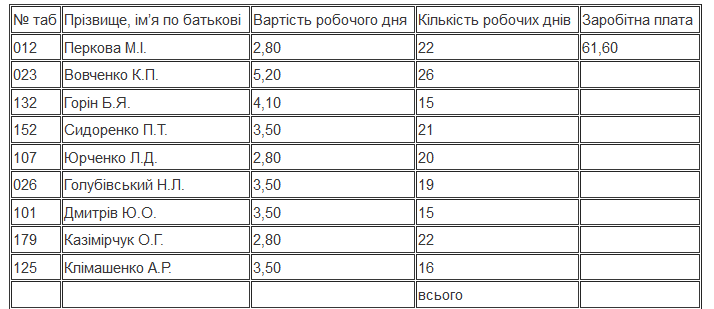 № таб Прізвище, ім’я по батькові Вартість робочого дня Кількість робочих днів Заробітна плата
012 Перкова М.І. 2,80 22 61,60
023 Вовченко К.П. 5,20 26
132 Горін Б.Я. 4,10 15
152 Сидоренко П.Т. 3,50 21
107 Юрченко Л.Д. 2,80 20
026 Голубівський Н.Л. 3,50 19
101 Дмитрів Ю.О. 3,50 15
179 Казімірчук О.Г. 2,80 22
125 Клімашенко А.Р. 3,50 16
всього